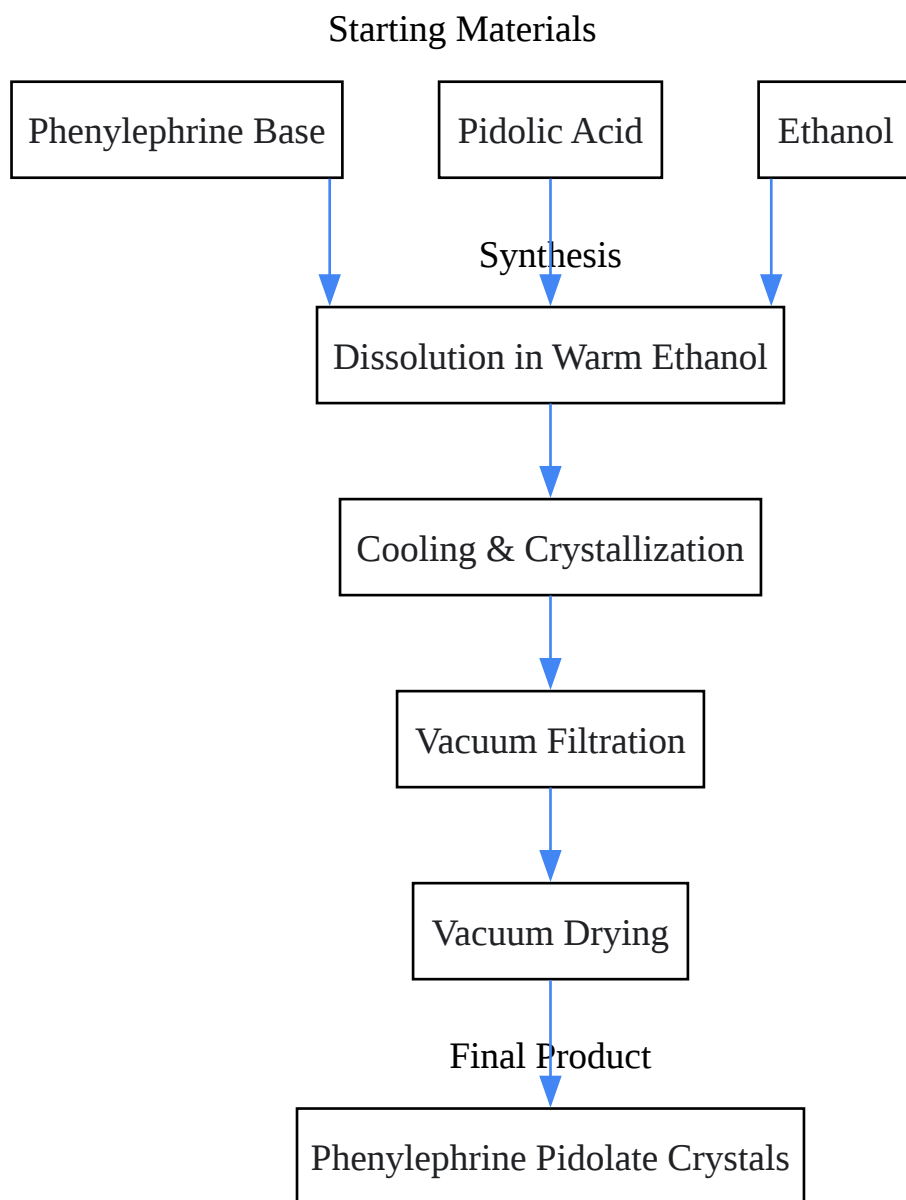 Starting Materials
Phenylephrine Base
Pidolic Acid
Ethanol
Synthesis
Dissolution in Warm Ethanol
Cooling & Crystallization
Vacuum Filtration
Vacuum Drying
Final Product
Phenylephrine Pidolate Crystals